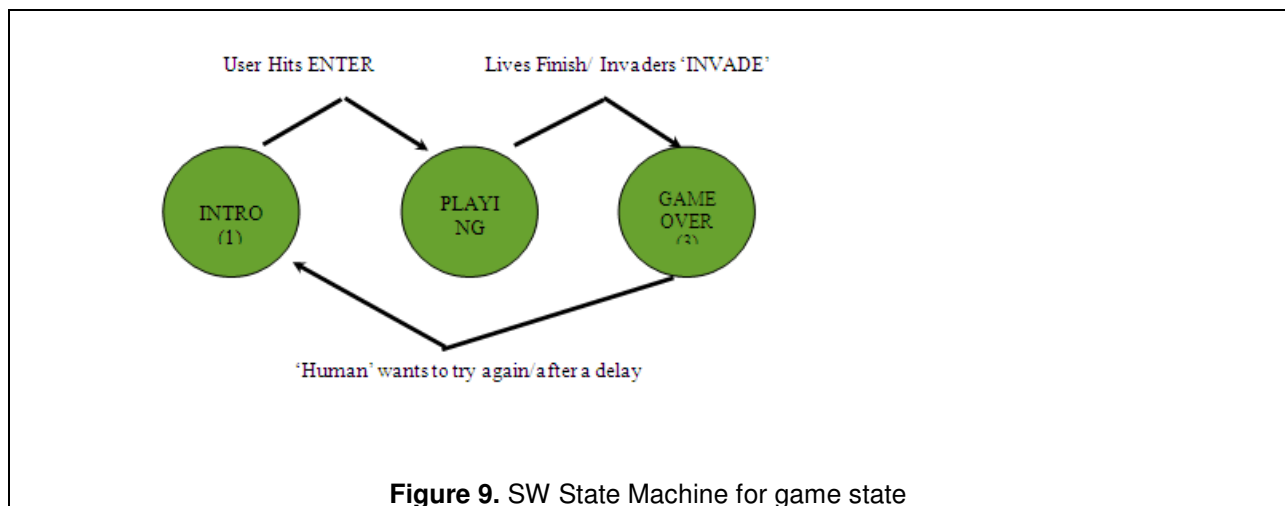 User Hits ENTER
Lives Finish/ Invaders ‘INVADE’
INTRO
(1)
PLAYI
NG
GAME
OVER
(3)
‘Human’ wants to try again/after a delay
Figure 9. SW State Machine for game state